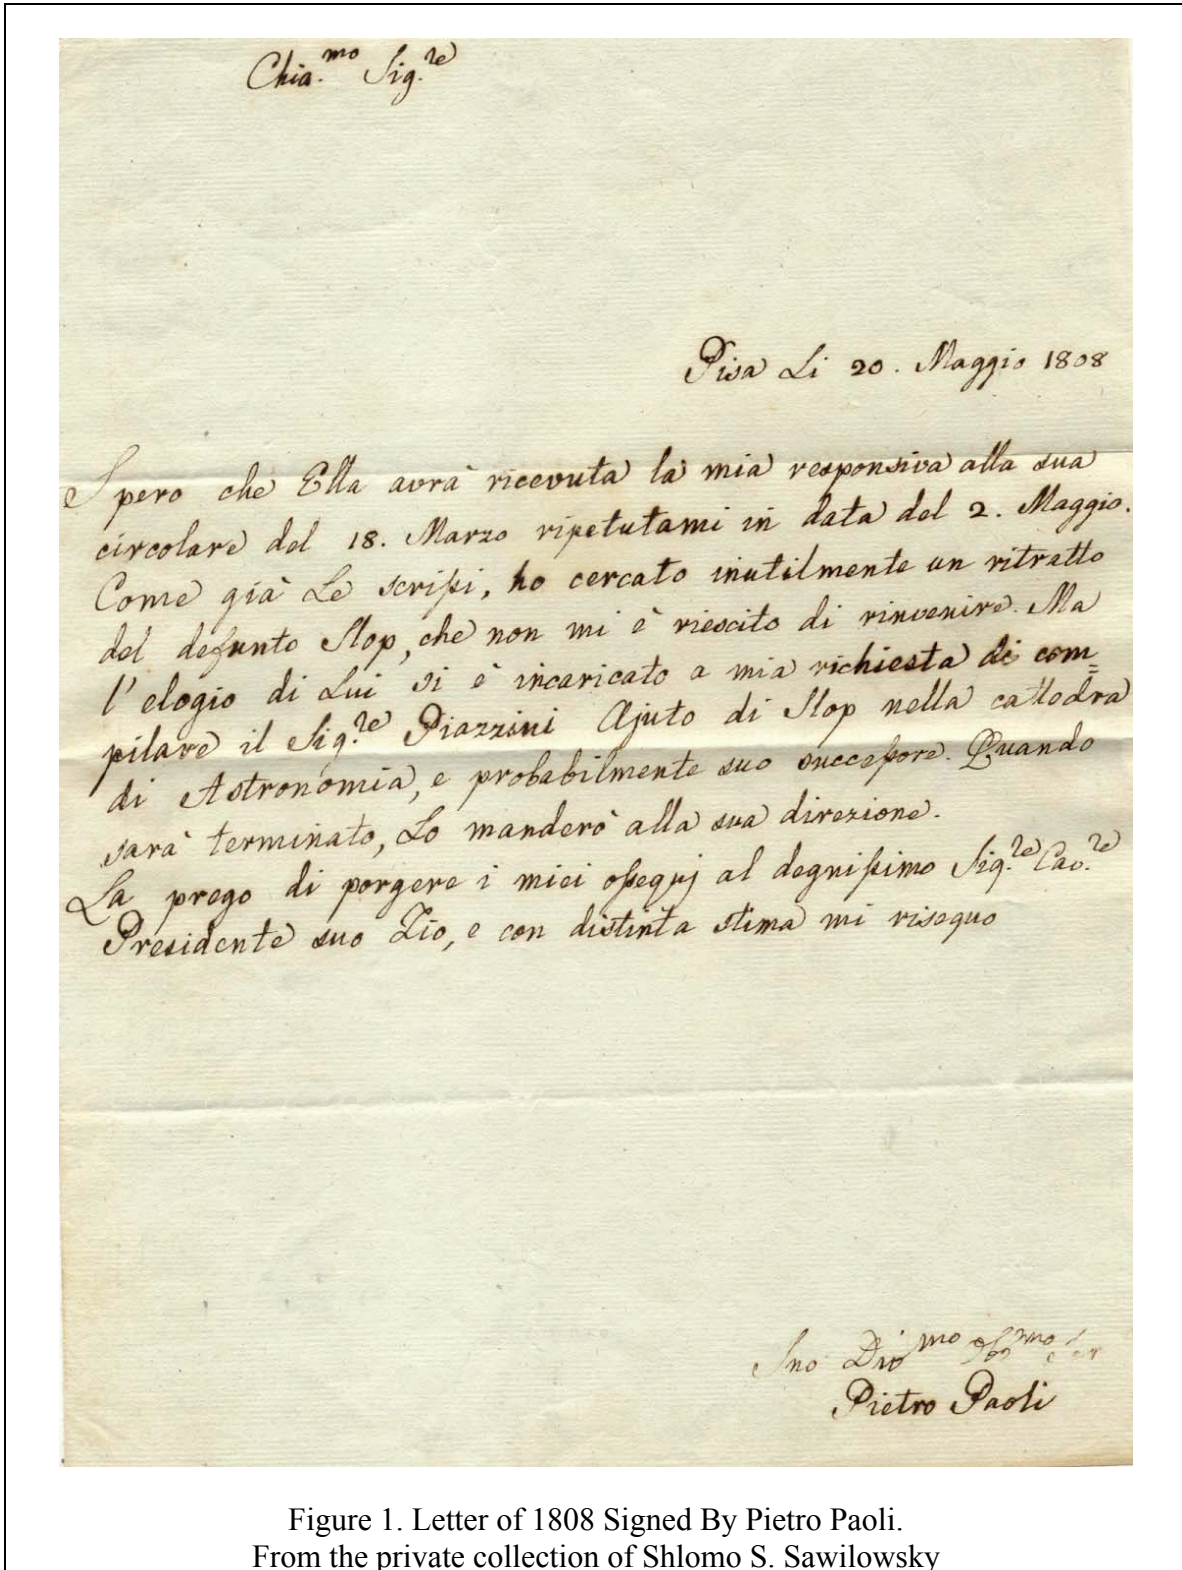 Chia.mo Sig.re
Pisa Li 20. Maggio 1808
Spero che Ella avrà ricevuta la mia responsiva alla sua
circolare del 18. Marzo ripetutami in data del 2. Maggio.
Come già Le scrissi, ho cercato inutilmente un ritratto
del defunto Slop, che non mi è riescito di rinvenire. Ma
l'elogio di Lui si è incaricato a mia richiesta di com=
pilare il Sig.re Piazzini Ajuto di Slop nella cattedra
di Astronomia, e probabilmente suo successore. Quando
sarà terminato, Lo manderò alla sua direzione.
La prego di porgere i miei ossequj al degnissimo Sig.re Cav.re
Presidente suo Zio, e con distinta stima mi risequo
Suo Div.mo
Pietro Paoli
Figure 1. Letter of 1808 Signed By Pietro Paoli.
From the private collection of Shlomo S. Sawilowsky